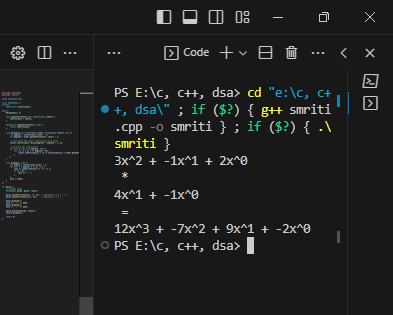 Code
PS E:\c, c++, dsa> cd "e:\c, c+
+, dsa\" ; if ($?) { g++ smriti
.cpp -o smriti } ; if ($?) { .\
smriti }
3x^2 + -1x^1 + 2x^0
*
4x^1 + -1x^0
=
12x^3 + -7x^2 + 9x^1 + -2x^0
PS E:\c, c++, dsa>